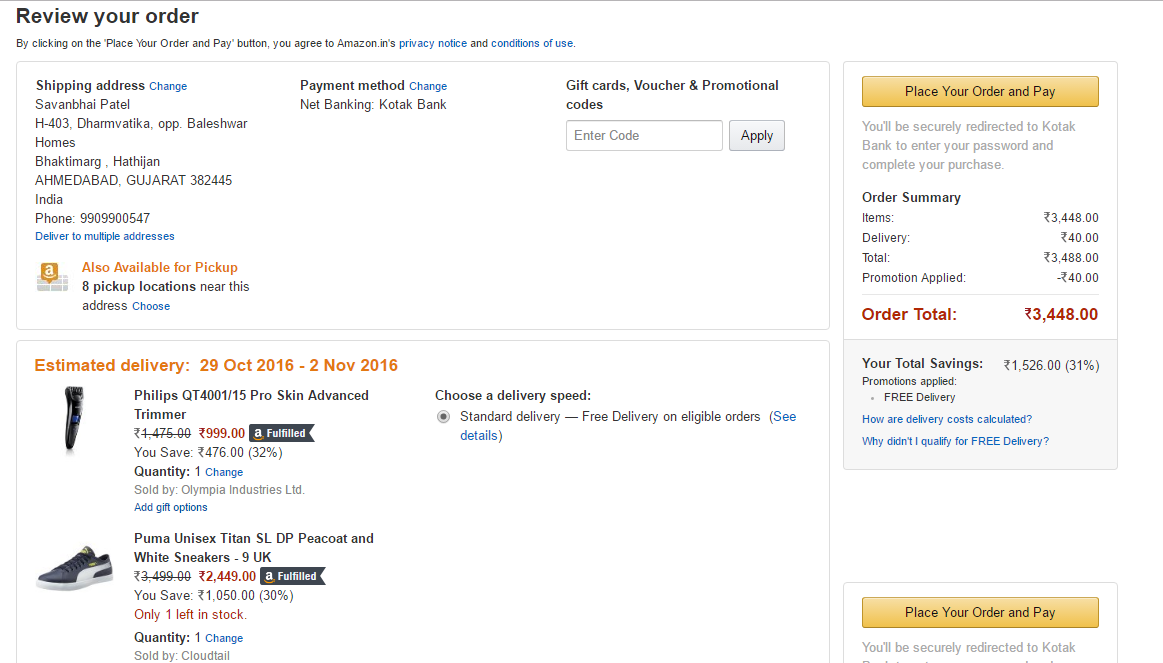 Review your order
By clicking on the 'Place Your Order and Pay' button, you agree to Amazon.in's privacy notice and conditions of use.
Shipping address Change
Savanbhai Patel
H-403, Dharmvatika, opp. Baleshwar
Homes
Bhaktimarg , Hathijan
AHMEDABAD, GUJARAT 382445
India
Phone: 9909900547
Deliver to multiple addresses
a
Also Available for Pickup
8 pickup locations near this
address Choose
Payment method Change
Net Banking: Kotak Bank
Gift cards, Voucher & Promotional
codes
Enter Code
Apply
Estimated delivery: 29 Oct 2016 - 2 Nov 2016
Philips QT4001/15 Pro Skin Advanced
Trimmer
₹1,475.00 ₹999.00 a Fulfilled
You Save: ₹476.00 (32%)
Quantity: 1 Change
Sold by: Olympia Industries Ltd.
Add gift options
Choose a delivery speed:
Standard delivery — Free Delivery on eligible orders (See
details)
Puma Unisex Titan SL DP Peacoat and
White Sneakers - 9 UK
₹3,499.00 ₹2,449.00 a Fulfilled
You Save: ₹1,050.00 (30%)
Only 1 left in stock.
Quantity: 1 Change
Sold by: Cloudtail
Place Your Order and Pay
You'll be securely redirected to Kotak
Bank to enter your password and
complete your purchase.
Order Summary
Items: ₹3,448.00
Delivery: ₹40.00
Total: ₹3,488.00
Promotion Applied: -₹40.00
Order Total: ₹3,448.00
Your Total Savings: ₹1,526.00 (31%)
Promotions applied:
FREE Delivery
How are delivery costs calculated?
Why didn't I qualify for FREE Delivery?
Place Your Order and Pay
You'll be securely redirected to Kotak